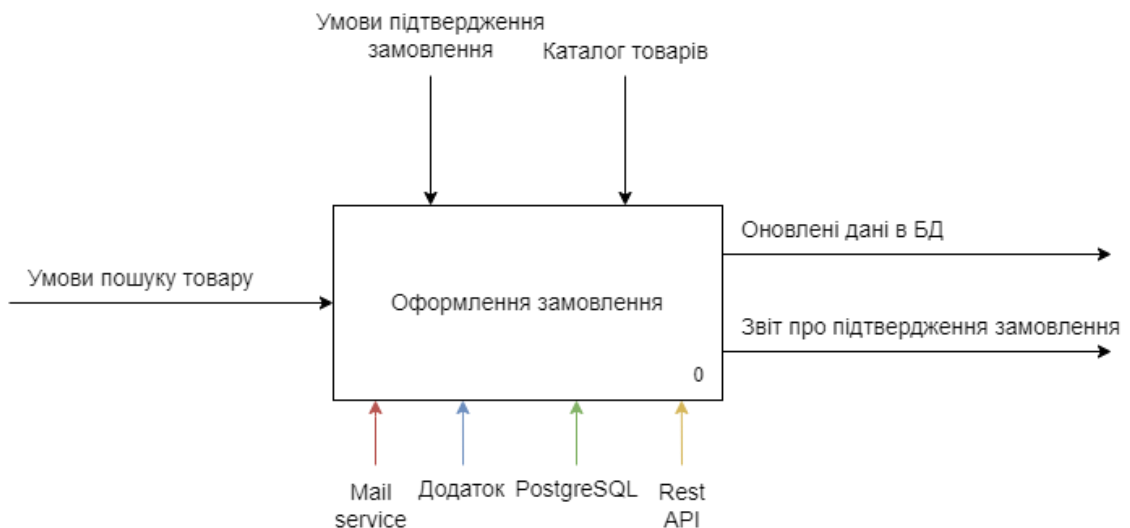 Умови підтвердження
замовлення
Каталог товарів
Умови пошуку товару
Оформлення замовлення
0
Оновлені дані в БД
Звіт про підтвердження замовлення
Mail
service
Додаток
PostgreSQL
Rest
API